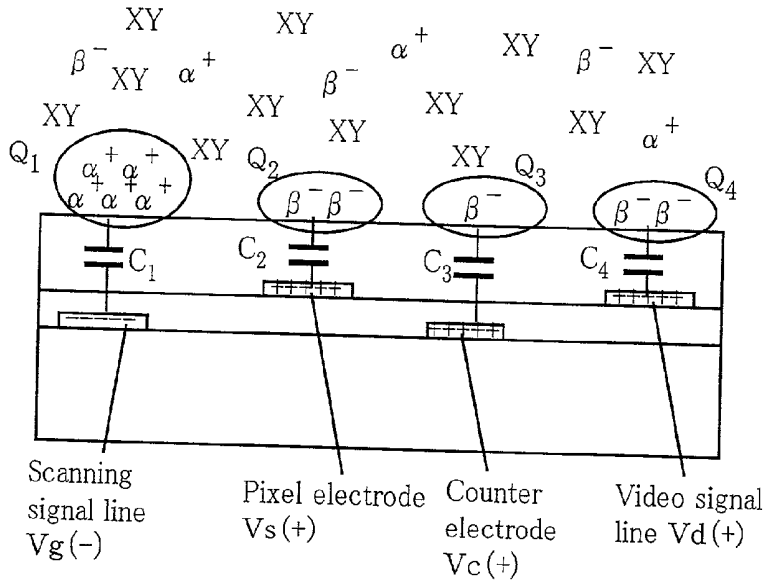 XY XY α⁺ XY β⁻ XY
β⁻ XY α⁺ β⁻
XY XY XY XY XY α⁺
Q₁ α⁺ α⁺ XY Q₂ XY Q₃ Q₄
α⁺ α⁺ α⁺ β⁻ β⁻ β⁻ β⁻ β⁻
C₁ C₂ C₃ C₄
Scanning
signal line
Vg(-)
Pixel electrode
Vs(+)
Counter
electrode
Vc(+)
Video signal
line Vd(+)